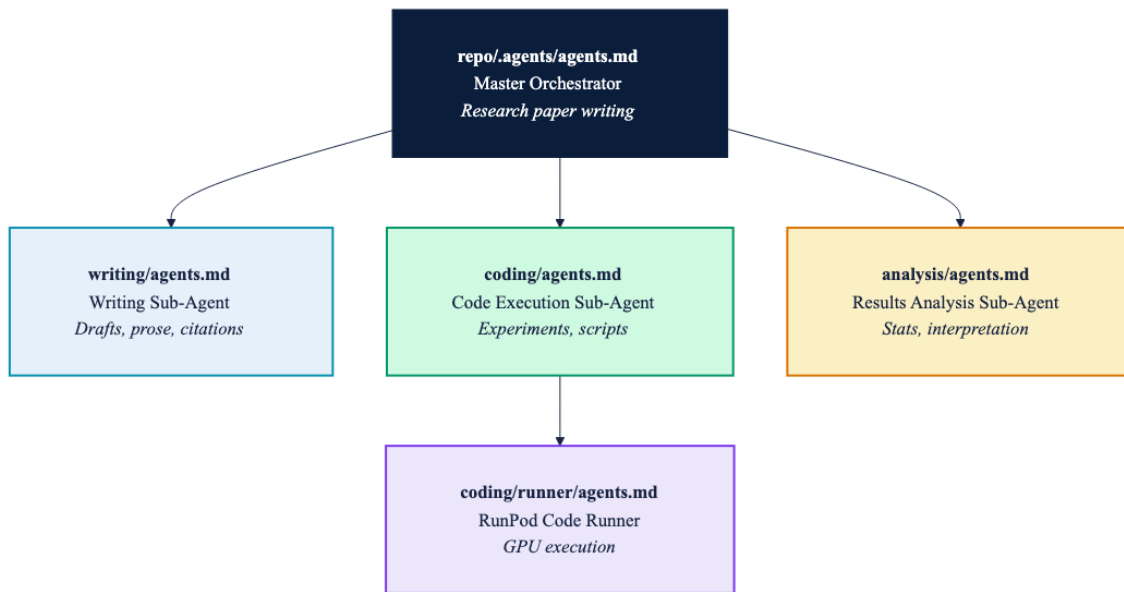 repo/.agents/agents.md
Master Orchestrator
Research paper writing
writing/agents.md
Writing Sub-Agent
Drafts, prose, citations
coding/agents.md
Code Execution Sub-Agent
Experiments, scripts
analysis/agents.md
Results Analysis Sub-Agent
Stats, interpretation
coding/runner/agents.md
RunPod Code Runner
GPU execution